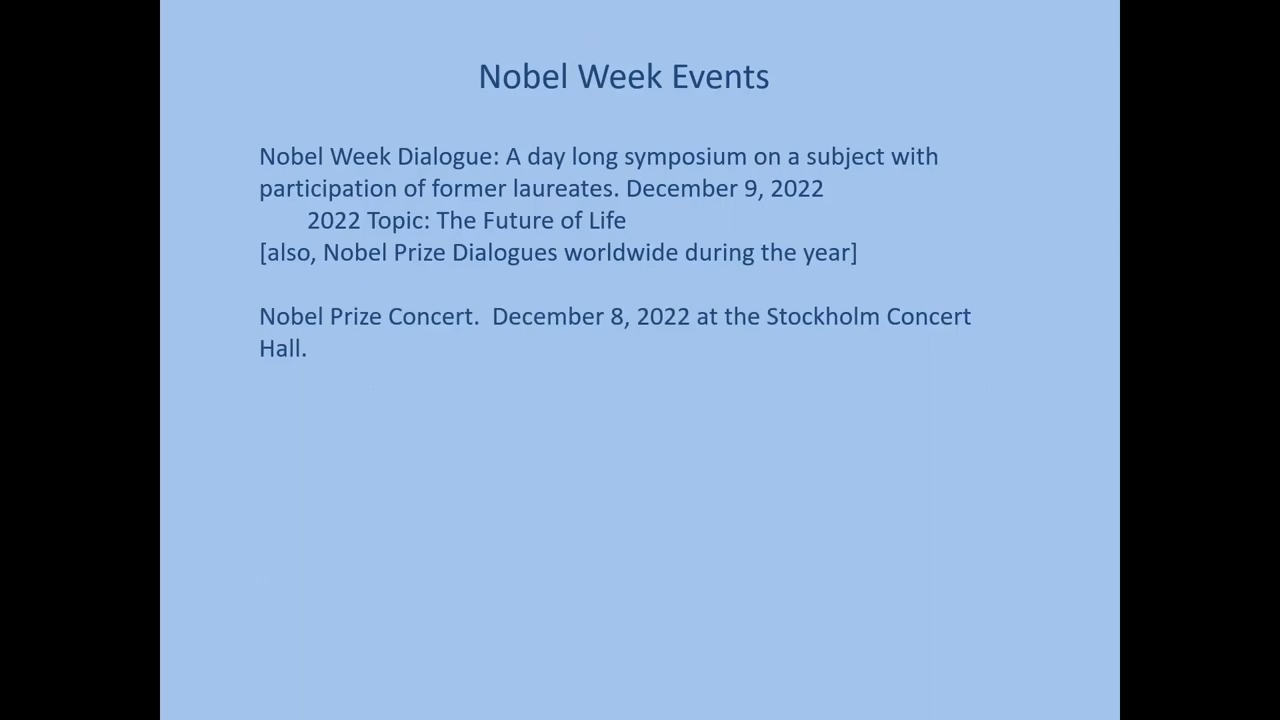 Nobel Week Events
Nobel Week Dialogue: A day long symposium on a subject with
participation of former laureates. December 9, 2022
2022 Topic: The Future of Life
[also, Nobel Prize Dialogues worldwide during the year]
Nobel Prize Concert.  December 8, 2022 at the Stockholm Concert
Hall.